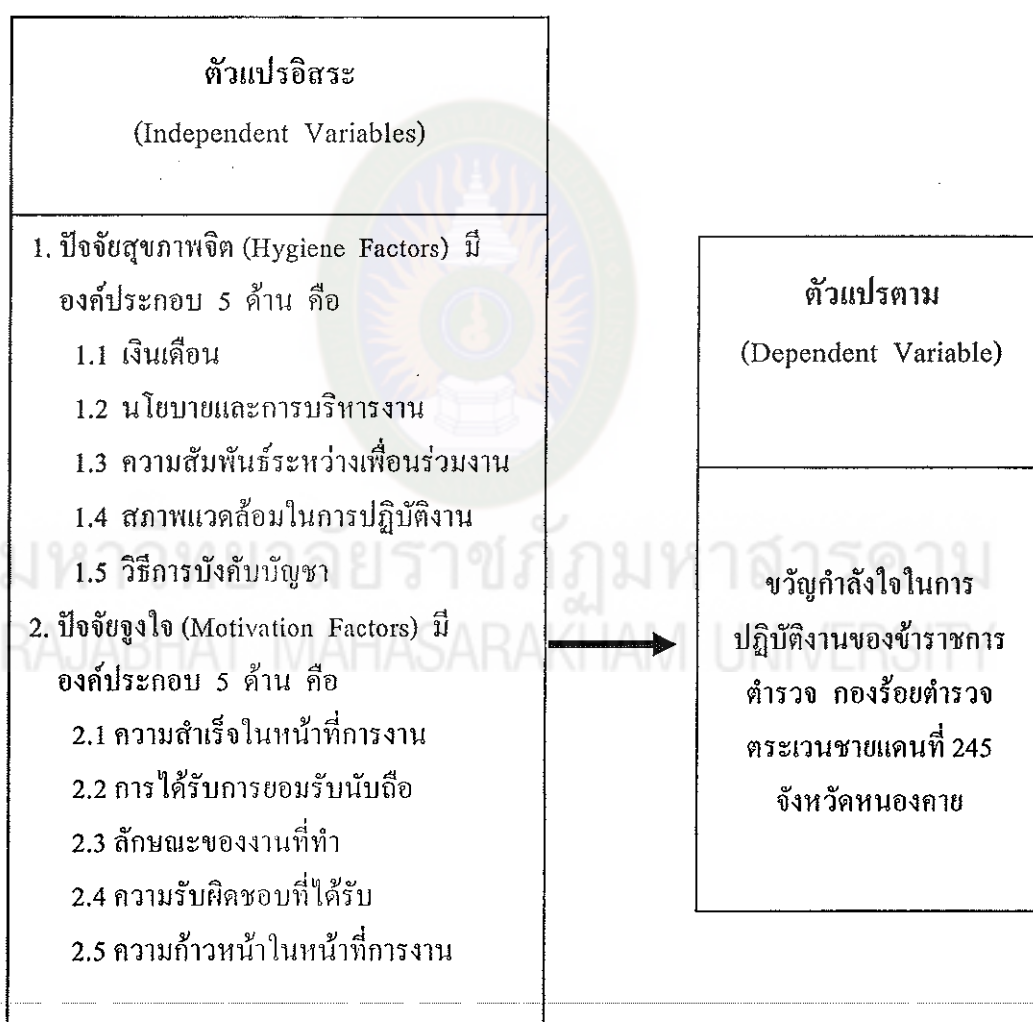 ตัวแปรอิสระ
(Independent Variables)
1. ปัจจัยสุขภาพจิต (Hygiene Factors) มี
องค์ประกอบ 5 ด้าน คือ
1.1 เงินเดือน
1.2 นโยบายและการบริหารงาน
1.3 ความสัมพันธ์ระหว่างเพื่อนร่วมงาน
1.4 สภาพแวดล้อมในการปฏิบัติงาน
1.5 วิธีการบังคับบัญชา
2. ปัจจัยจูงใจ (Motivation Factors) มี
องค์ประกอบ 5 ด้าน คือ
2.1 ความสำเร็จในหน้าที่การงาน
2.2 การได้รับการยอมรับนับถือ
2.3 ลักษณะของงานที่ทำ
2.4 ความรับผิดชอบที่ได้รับ
2.5 ความก้าวหน้าในหน้าที่การงาน
ตัวแปรตาม
(Dependent Variable)
ขวัญกำลังใจในการ
ปฏิบัติงานของข้าราชการ
ตำรวจ กองร้อยตำรวจ
ตระเวนชายแดนที่ 245
จังหวัดหนองคาย
มหาวิทยาลัยราชภัฏมหาสารคาม
RAJABHAT MAHASARAKHAM UNIVERSITY